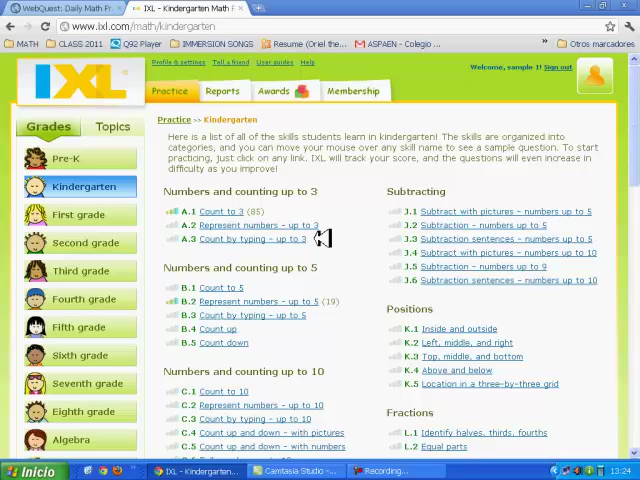 WebQuest: Daily Math Pr
IXL - Kindergarten Math F
www.ixl.com/math/kindergarten
MATH
CLASS 2011
Q92 Player
IMMERSION SONGS
Resume (Oriel the...
ASPAEN - Colegio ...
»
Otros marcadores
IXL
Profile & settings
Tell a friend
User guides
Help
Welcome, sample 1!
Sign out
Practice
Reports
Awards
Membership
Grades
Topics
Pre-K
Kindergarten
First grade
Second grade
Third grade
Fourth grade
Fifth grade
Sixth grade
Seventh grade
Eighth grade
Algebra
Practice >> Kindergarten
Here is a list of all of the skills students learn in kindergarten! The skills are organized into
categories, and you can move your mouse over any skill name to see a sample question. To start
practicing, just click on any link. IXL will track your score, and the questions will even increase in
difficulty as you improve!
Numbers and counting up to 3
A.1 Count to 3 (85)
A.2 Represent numbers - up to 3
A.3 Count by typing - up to 3
Numbers and counting up to 5
B.1 Count to 5
B.2 Represent numbers - up to 5 (19)
B.3 Count by typing - up to 5
B.4 Count up
B.5 Count down
Numbers and counting up to 10
C.1 Count to 10
C.2 Represent numbers - up to 10
C.3 Count by typing - up to 10
C.4 Count up and down - with pictures
C.5 Count up and down - with numbers
Subtracting
J.1 Subtract with pictures - numbers up to 5
J.2 Subtraction - numbers up to 5
J.3 Subtraction sentences - numbers up to 5
J.4 Subtract with pictures - numbers up to 10
J.5 Subtraction - numbers up to 9
J.6 Subtraction sentences - numbers up to 10
Positions
K.1 Inside and outside
K.2 Left, middle, and right
K.3 Top, middle, and bottom
K.4 Above and below
K.5 Location in a three-by-three grid
Fractions
L.1 Identify halves, thirds, fourths
L.2 Equal parts
Inicio
IXL - Kindergarten...
Camtasia Studio -...
Recording...
13:24